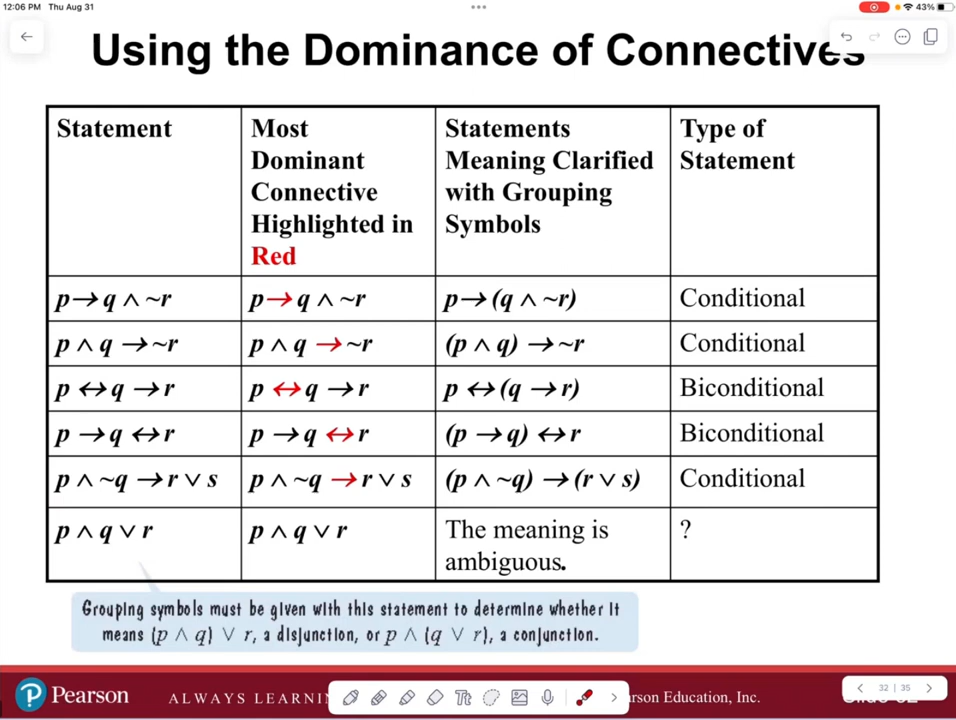 12:06 PM Thu Aug 31
43%
Using the Dominance of Connectives
Statement
Most
Dominant
Connective
Highlighted in
Red
Statements
Meaning Clarified
with Grouping
Symbols
Type of
Statement
p→ q ∧ ~r
p→ q ∧ ~r
p→ (q ∧ ~r)
Conditional
p ∧ q →~r
p ∧ q →~r
(p ∧ q) →~r
Conditional
p ↔ q →r
p ↔ q →r
p ↔ (q →r)
Biconditional
p →q ↔ r
p →q ↔ r
(p →q) ↔ r
Biconditional
p ∧ ~q →r ∨ s
p ∧ ~q →r ∨ s
(p ∧ ~q) →(r ∨ s)
Conditional
p ∧ q ∨ r
p ∧ q ∨ r
The meaning is
ambiguous.
?
Grouping symbols must be given with this statement to determine whether it
means (p ∧ q) ∨ r, a disjunction, or p ∧ (q ∨ r), a conjunction.
Pearson
ALWAYS
Tt
Education, Inc.
32 | 35